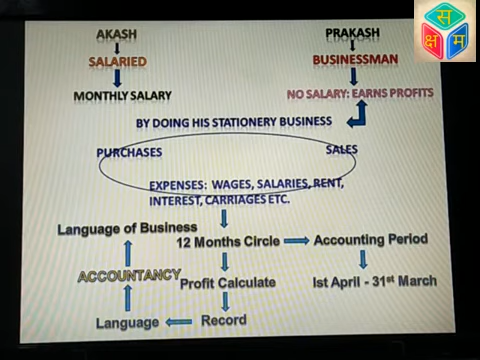 AKASH
PRAKASH
SALARIED
BUSINESSMAN
MONTHLY SALARY
NO SALARY: EARNS PROFITS
BY DOING HIS STATIONERY BUSINESS
PURCHASES
SALES
EXPENSES: WAGES, SALARIES, RENT,
INTEREST, CARRIAGES ETC.
Language of Business
12 Months Circle
Accounting Period
ACCOUNTANCY
Profit Calculate
Ist April - 31st March
Language
Record
स
क्ष
म